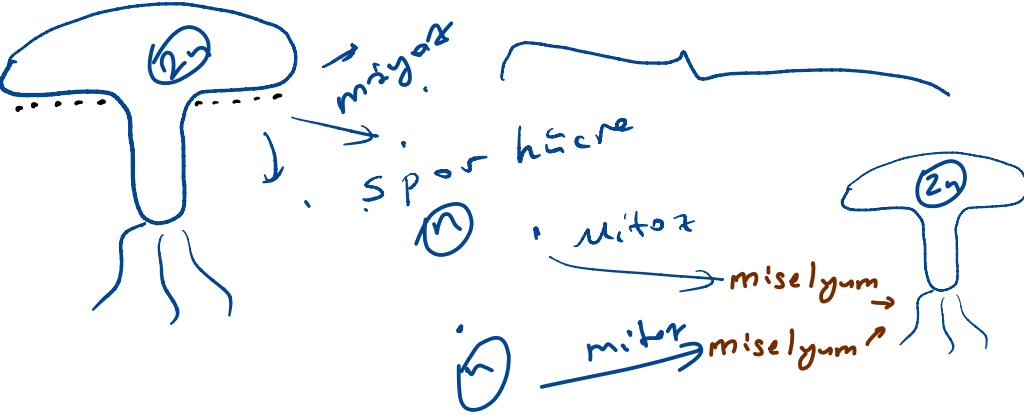 2n
mayoz
spor hücre
n
mitoz
miselyum
2n
n
mitoz
miselyum